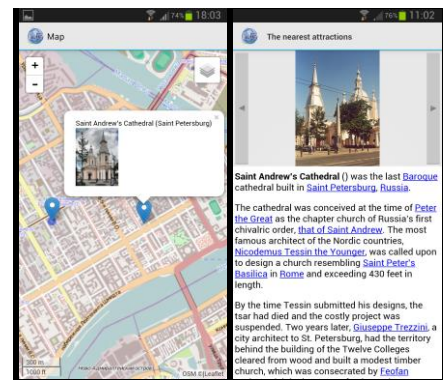 74% 18:03
Map
+
-
Saint Andrew's Cathedral (Saint Petersburg)
×
300 m
1000 ft
OSM ©|Leaflet
76% 11:02
The nearest attractions
Saint Andrew's Cathedral () was the last Baroque
cathedral built in Saint Petersburg, Russia.
The cathedral was conceived at the time of Peter
the Great as the chapter church of Russia's first
chivalric order, that of Saint Andrew. The most
famous architect of the Nordic countries,
Nicodemus Tessin the Younger, was called upon
to design a church resembling Saint Peter's
Basilica in Rome and exceeding 430 feet in
length.
By the time Tessin submitted his designs, the
tsar had died and the costly project was
suspended. Two years later, Giuseppe Trezzini, a
city architect to St. Petersburg, had the territory
behind the building of the Twelve Colleges
cleared from wood and built a modest timber
church, which was consecrated by Feofan